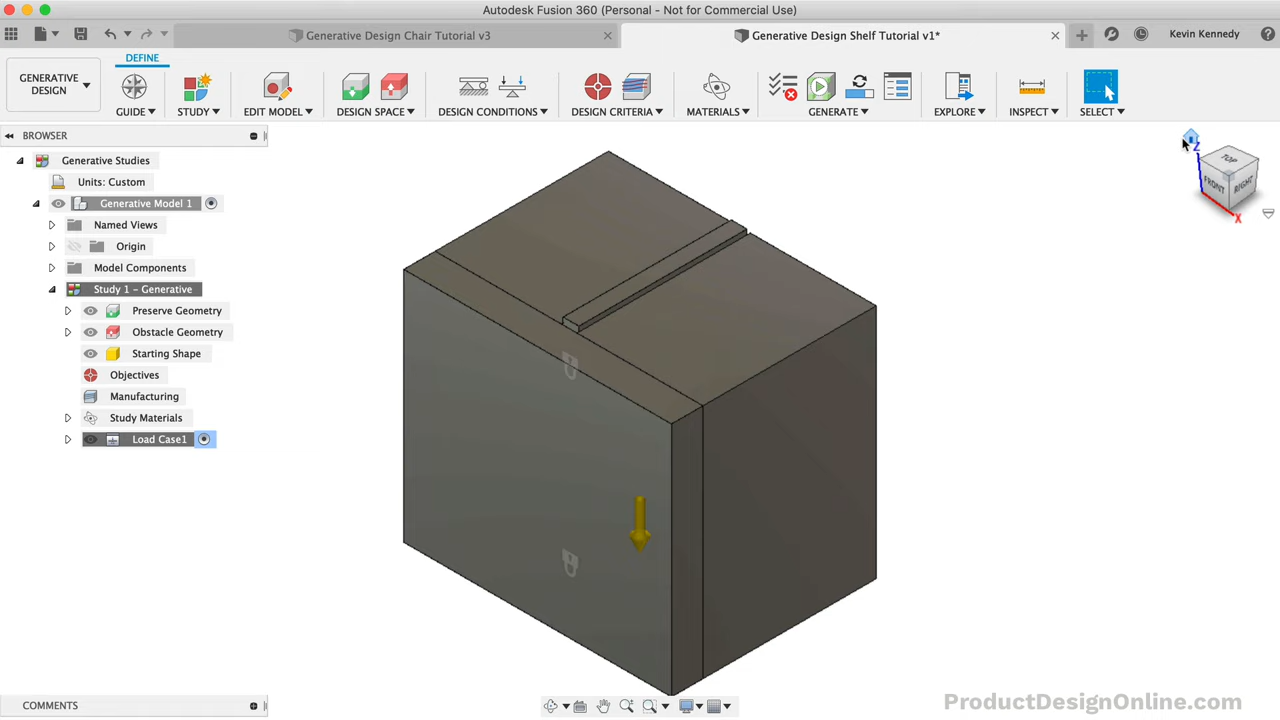 Autodesk Fusion 360 (Personal - Not for Commercial Use)
Generative Design Chair Tutorial v3
Generative Design Shelf Tutorial v1*
Kevin Kennedy
DEFINE
GENERATIVE DESIGN
GUIDE
STUDY
EDIT MODEL
DESIGN SPACE
DESIGN CONDITIONS
DESIGN CRITERIA
MATERIALS
GENERATE
EXPLORE
INSPECT
SELECT
BROWSER
Generative Studies
Units: Custom
Generative Model 1
Named Views
Origin
Model Components
Study 1 - Generative
Preserve Geometry
Obstacle Geometry
Starting Shape
Objectives
Manufacturing
Study Materials
Load Case1
Z
TOP
FRONT
RIGHT
X
COMMENTS
ProductDesignOnline.com